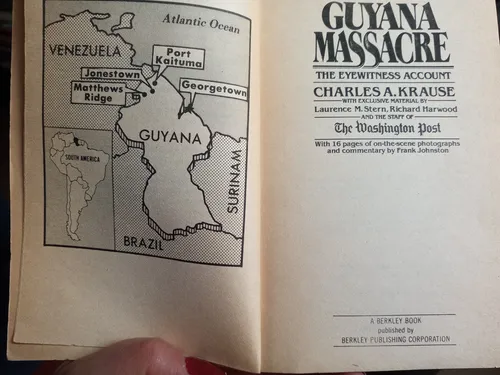 Atlantic Ocean
VENEZUELA
Port
Kaituma
Jonestown
Matthews
Ridge
Georgetown
GUYANA
SOUTH AMERICA
SURINAM
BRAZIL
GUYANA
MASSACRE
THE EYEWITNESS ACCOUNT
CHARLES A. KRAUSE
WITH EXCLUSIVE MATERIAL BY
Laurence M. Stern, Richard Harwood
AND THE STAFF OF
The Washington Post
With 16 pages of on-the-scene photographs
and commentary by Frank Johnston
A BERKLEY BOOK
published by
BERKLEY PUBLISHING CORPORATION